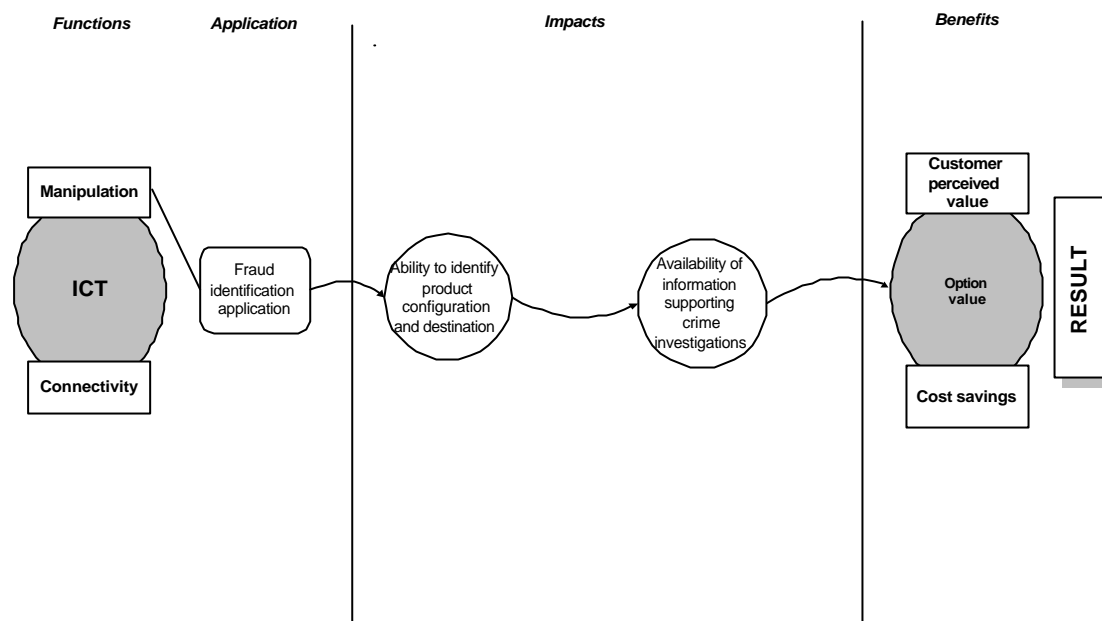 Functions
Application
Impacts
Benefits
Manipulation
ICT
Connectivity
Fraud
identification
application
Ability to identify
product
configuration
and destination
Availability of
information
supporting
crime
investigations
Customer
perceived
value
Option
value
Cost savings
RESULT